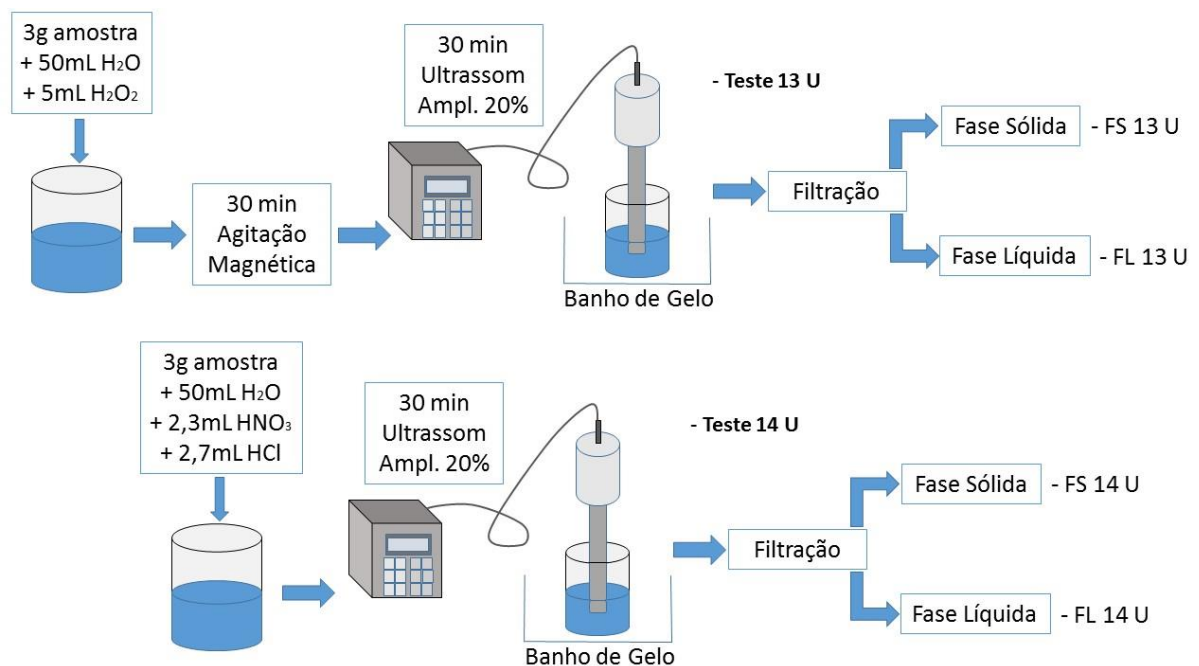 3g amostra
+ 50mL H₂O
+ 5mL H₂O₂
30 min
Agitação
Magnética
30 min
Ultrassom
Ampl. 20%
- Teste 13 U
Banho de Gelo
Filtração
Fase Sólida - FS 13 U
Fase Líquida - FL 13 U
3g amostra
+ 50mL H₂O
+ 2,3mL HNO₃
+ 2,7mL HCl
30 min
Ultrassom
Ampl. 20%
- Teste 14 U
Banho de Gelo
Filtração
Fase Sólida - FS 14 U
Fase Líquida - FL 14 U